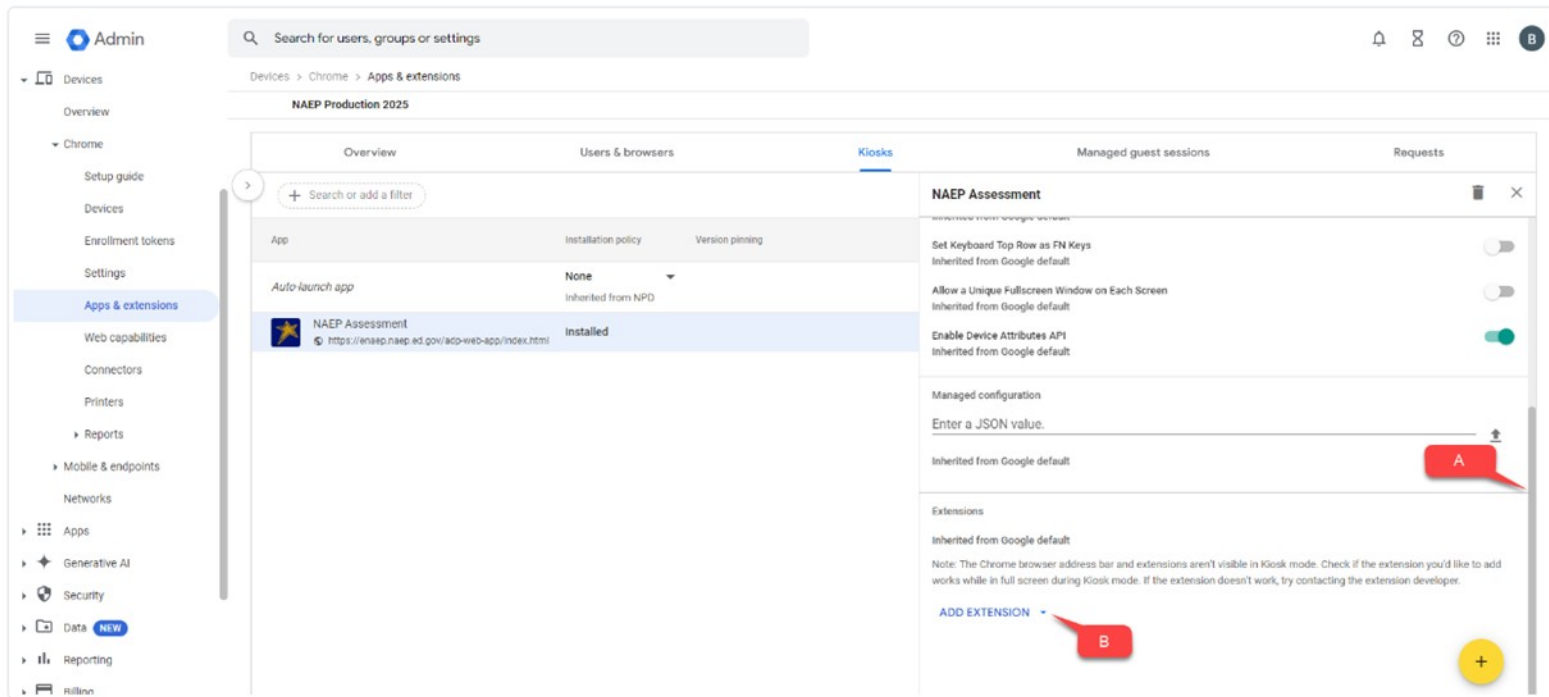 Admin
Search for users, groups or settings
B
Devices
Overview
Chrome
Setup guide
Devices
Enrollment tokens
Settings
Apps & extensions
Web capabilities
Connectors
Printers
Reports
Mobile & endpoints
Networks
Apps
Generative AI
Security
Data NEW
Reporting
Billing
Devices > Chrome > Apps & extensions
NAEP Production 2025
Overview Users & browsers Kiosks Managed guest sessions Requests
+ Search or add a filter
App Installation policy Version pinning
Auto-launch app
None
Inherited from NPD
NAEP Assessment
https://enaep.naep.ed.gov/adp-web-app/index.html
Installed
NAEP Assessment
Inherited from Google default
Set Keyboard Top Row as FN Keys
Inherited from Google default
Allow a Unique Fullscreen Window on Each Screen
Inherited from Google default
Enable Device Attributes API
Inherited from Google default
Managed configuration
Enter a JSON value.
Inherited from Google default
A
Extensions
Inherited from Google default
Note: The Chrome browser address bar and extensions aren't visible in Kiosk mode. Check if the extension you'd like to add
works while in full screen during Kiosk mode. If the extension doesn't work, try contacting the extension developer.
ADD EXTENSION
B
+